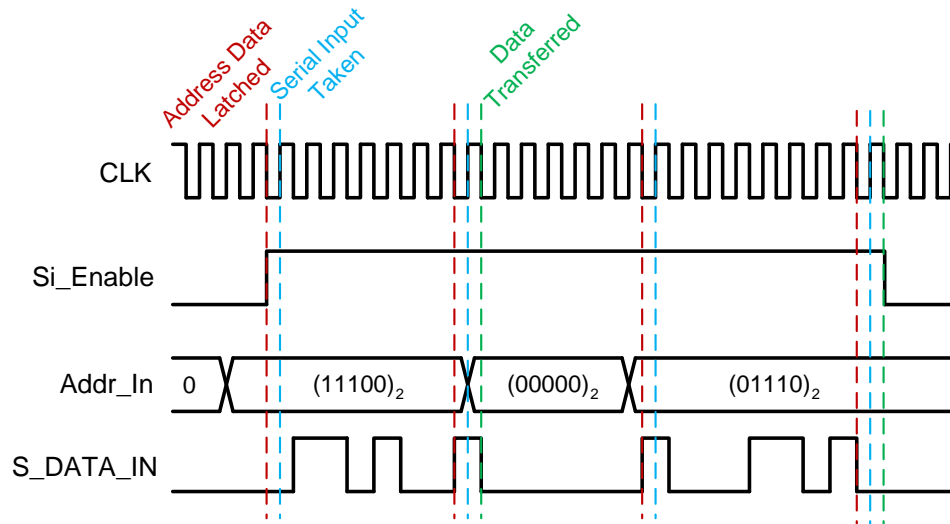 Address Data
Latched
Serial Input
Taken
Data
Transferred
CLK
Si_Enable
Addr_In
0
(11100)₂
(00000)₂
(01110)₂
S_DATA_IN